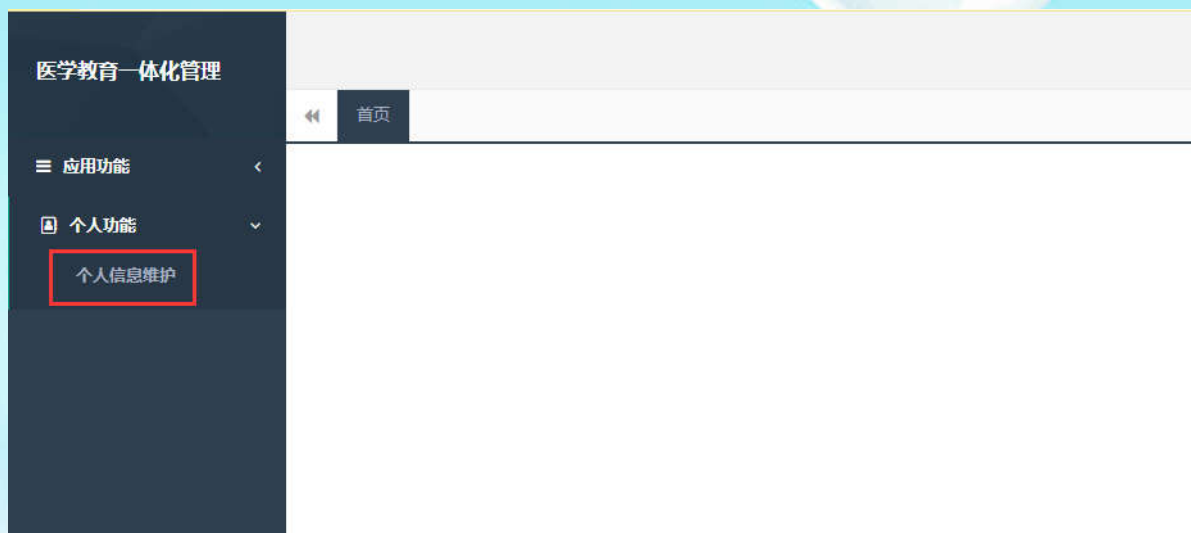 医学教育一体化管理
首页
应用功能
个人功能
个人信息维护